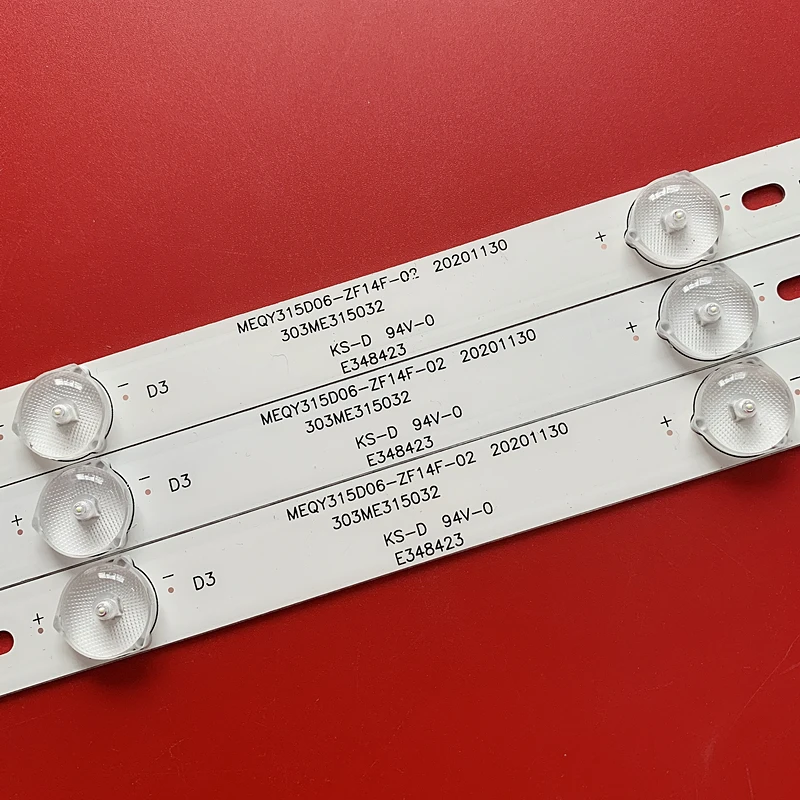 MEQY315D06-ZF14F-02 20201130
303ME315032
KS-D 94V-0
E348423
- D3
+
-
MEQY315D06-ZF14F-02 20201130
303ME315032
KS-D 94V-0
E348423
+ - D3
+ -
MEQY315D06-ZF14F-02 20201130
303ME315032
KS-D 94V-0
E348423
+ - D3
+ -